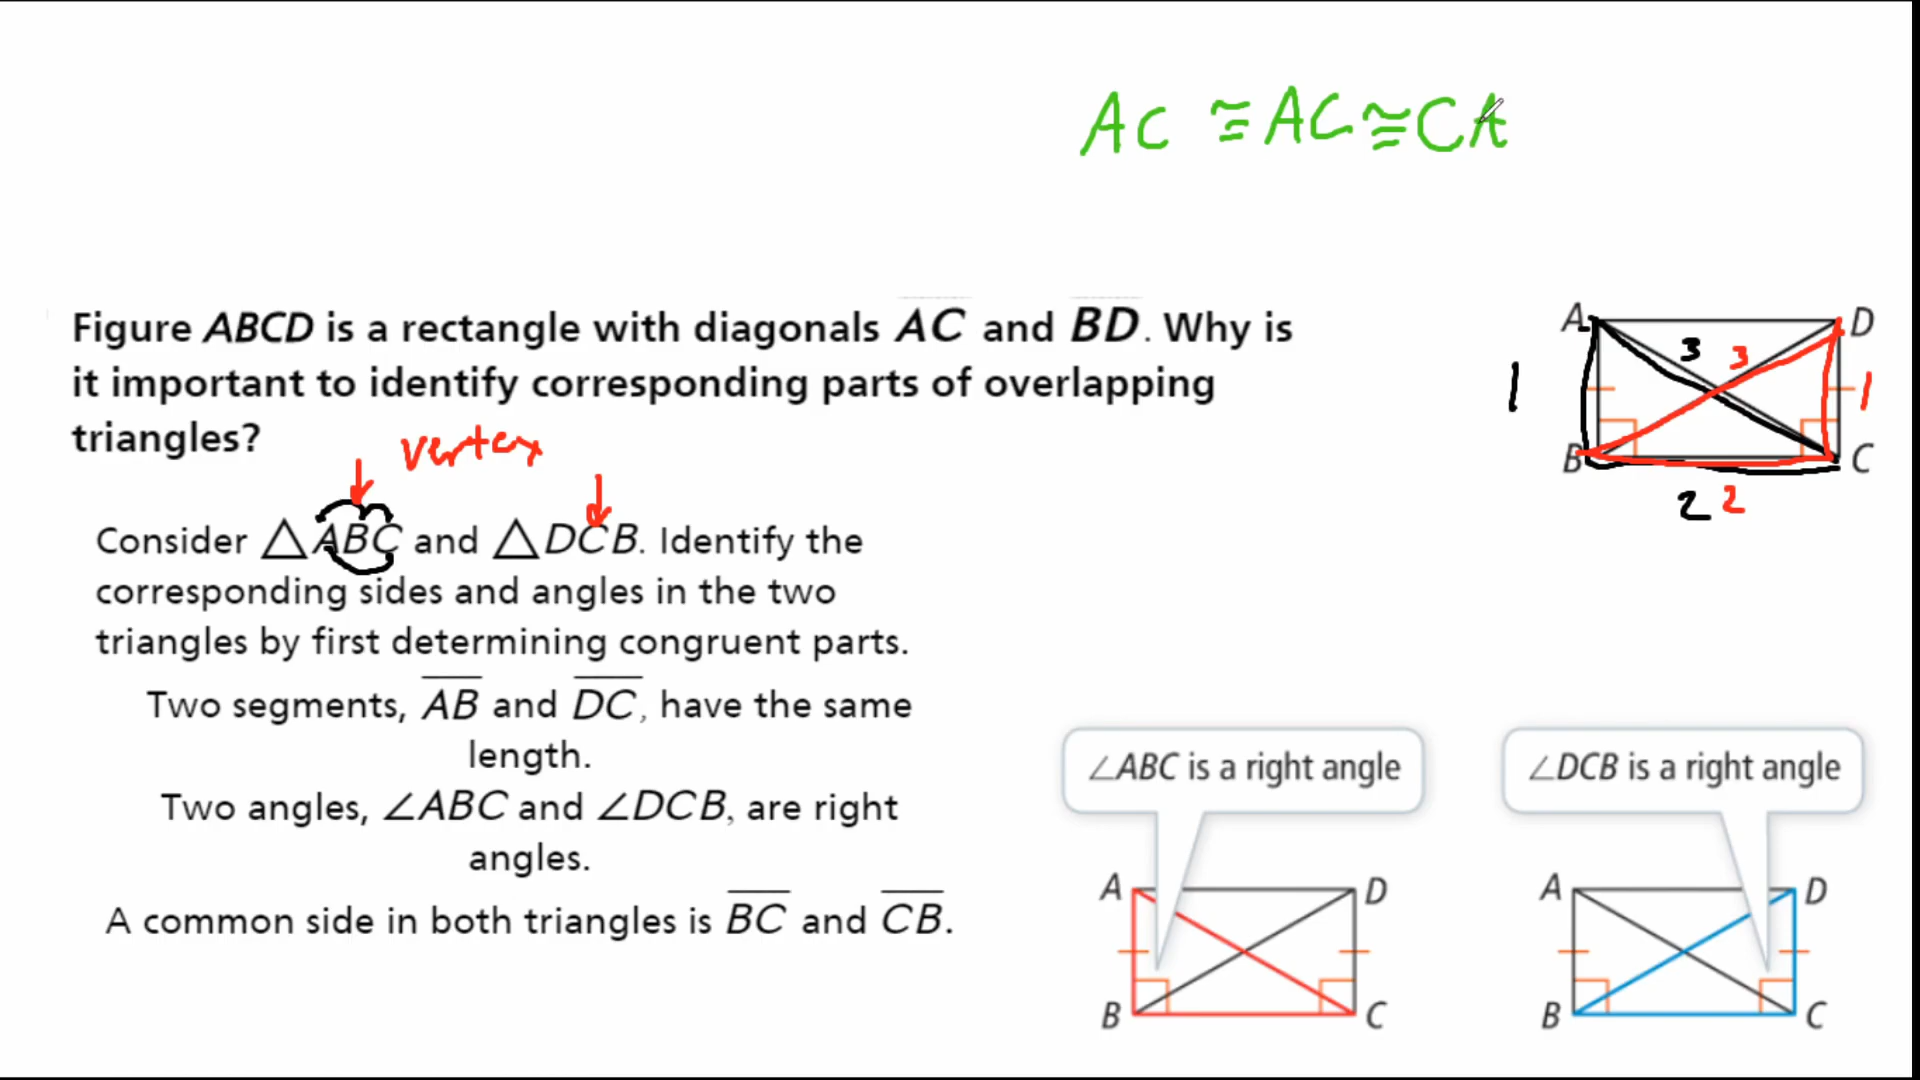 AC ≅ AC ≅ CA
Figure ABCD is a rectangle with diagonals AC and BD. Why is
it important to identify corresponding parts of overlapping
triangles?
vertex
Consider △ABC and △DCB. Identify the
corresponding sides and angles in the two
triangles by first determining congruent parts.
Two segments, AB and DC, have the same
length.
Two angles, ∠ABC and ∠DCB, are right
angles.
A common side in both triangles is BC and CB.
A D
3 3
1 1
B C
2 2
∠ABC is a right angle
A D
B C
∠DCB is a right angle
A D
B C